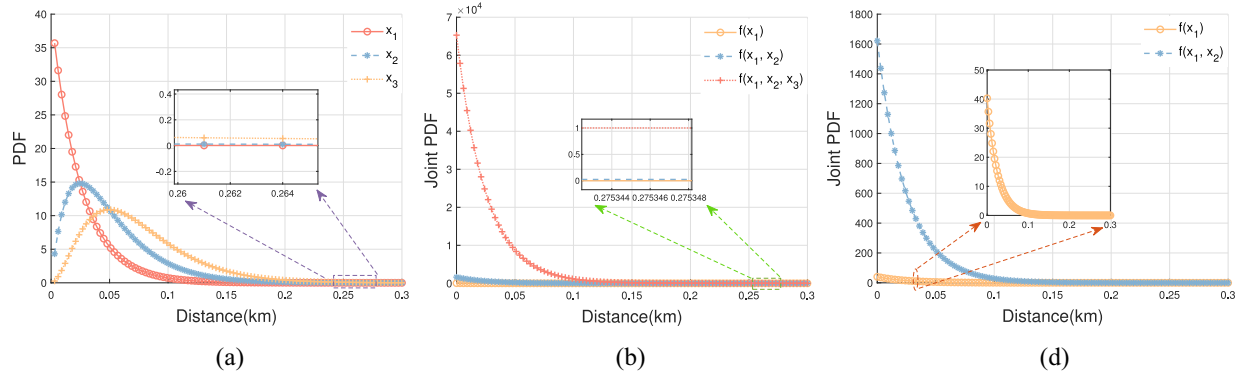 40
35
30
25
20
15
10
5
0
PDF
0 0.05 0.1 0.15 0.2 0.25 0.3
Distance(km)
x1
x2
x3
0.4
0.2
0
-0.2
0.26 0.262 0.264
(a)
× 10^4
7
6
5
4
3
2
1
0
Joint PDF
0 0.05 0.1 0.15 0.2 0.25 0.3
Distance(km)
f(x1)
f(x1, x2)
f(x1, x2, x3)
1
0.5
0
0.275344 0.275346 0.275348
(b)
1800
1600
1400
1200
1000
800
600
400
200
0
Joint PDF
0 0.05 0.1 0.15 0.2 0.25 0.3
Distance(km)
f(x1)
f(x1, x2)
50
40
30
20
10
0
0 0.1 0.2 0.3
(d)